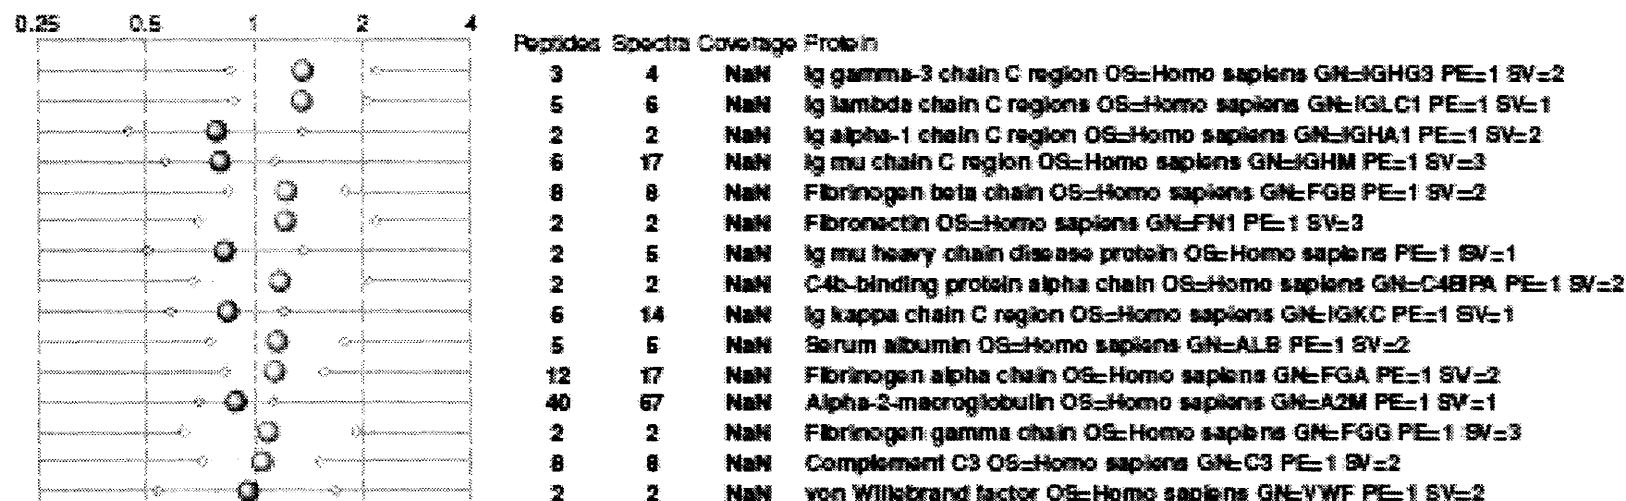 0.25 0.5 1 2 4
Peptides Spectra Coverage Protein
3 4 NaN Ig gamma-3 chain C region OS=Homo sapiens GN=IGHG3 PE=1 SV=2
5 6 NaN Ig lambda chain C regions OS=Homo sapiens GN=IGLC1 PE=1 SV=1
2 2 NaN Ig alpha-1 chain C region OS=Homo sapiens GN=IGHA1 PE=1 SV=2
6 17 NaN Ig mu chain C region OS=Homo sapiens GN=IGHM PE=1 SV=3
8 8 NaN Fibrinogen beta chain OS=Homo sapiens GN=FGB PE=1 SV=2
2 2 NaN Fibronectin OS=Homo sapiens GN=FN1 PE=1 SV=3
2 5 NaN Ig mu heavy chain disease protein OS=Homo sapiens PE=1 SV=1
2 2 NaN C4b-binding protein alpha chain OS=Homo sapiens GN=C4BPA PE=1 SV=2
6 14 NaN Ig kappa chain C region OS=Homo sapiens GN=IGKC PE=1 SV=1
5 5 NaN Serum albumin OS=Homo sapiens GN=ALB PE=1 SV=2
12 17 NaN Fibrinogen alpha chain OS=Homo sapiens GN=FGA PE=1 SV=2
40 67 NaN Alpha-2-macroglobulin OS=Homo sapiens GN=A2M PE=1 SV=1
2 2 NaN Fibrinogen gamma chain OS=Homo sapiens GN=FGG PE=1 SV=3
8 8 NaN Complement C3 OS=Homo sapiens GN=C3 PE=1 SV=2
2 2 NaN von Willebrand factor OS=Homo sapiens GN=VWF PE=1 SV=2